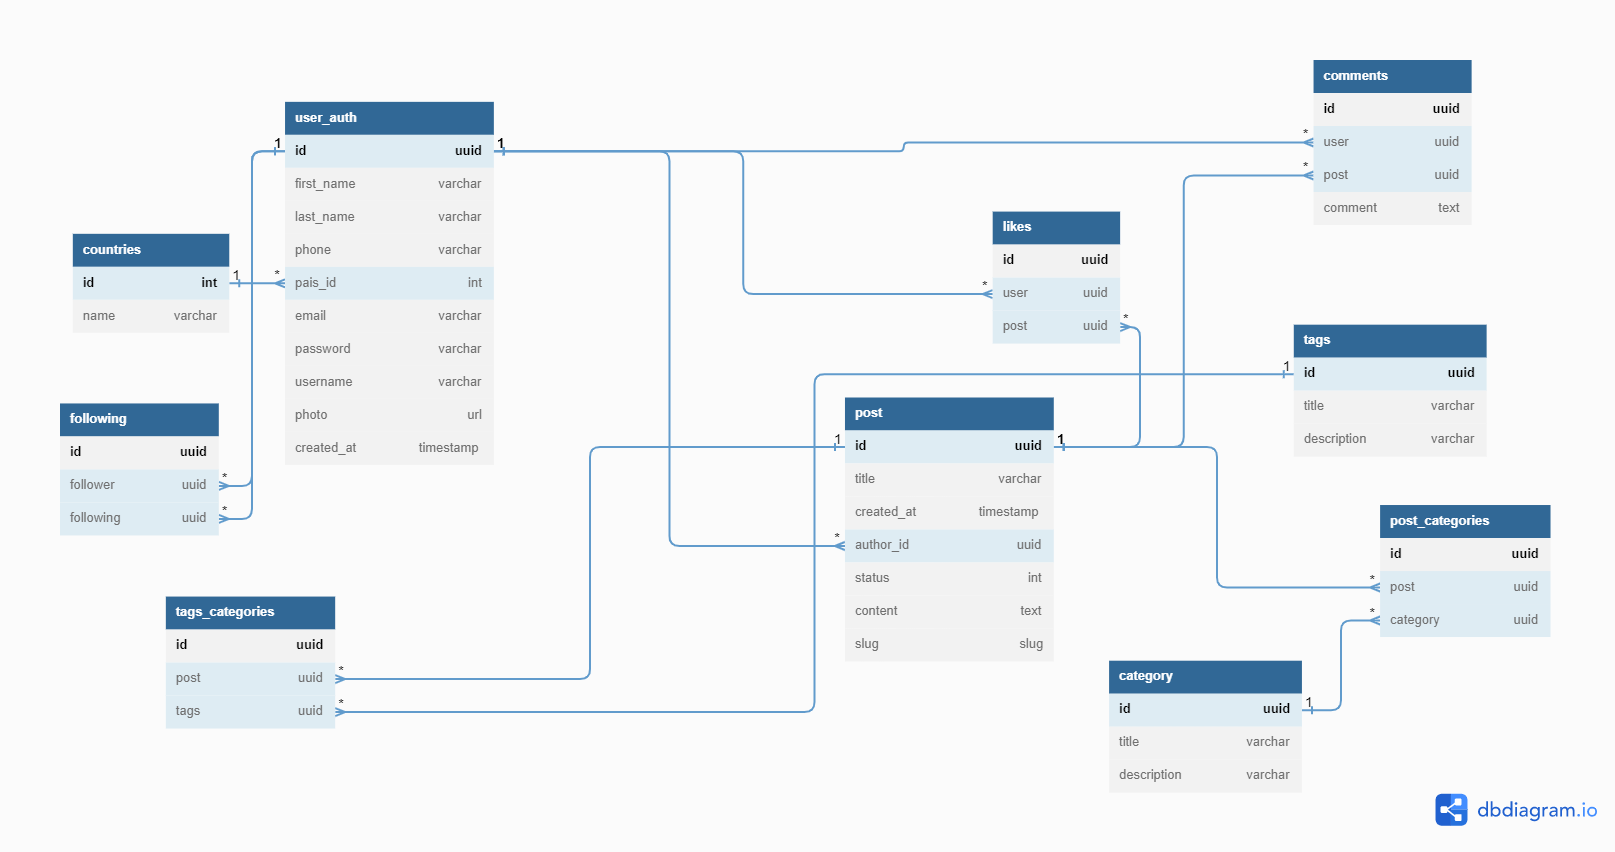 user_auth
1
id uuid
1
first_name varchar
last_name varchar
phone varchar
*
pais_id int
email varchar
password varchar
username varchar
photo url
created_at timestamp
countries
id int
1
name varchar
following
id uuid
follower uuid
*
following uuid
*
tags_categories
id uuid
post uuid
*
tags uuid
*
post
1
id uuid
1
title varchar
created_at timestamp
*
author_id uuid
status int
content text
slug slug
likes
id uuid
*
user uuid
post uuid
*
comments
id uuid
*
user uuid
*
post uuid
comment text
tags
1
id uuid
title varchar
description varchar
post_categories
id uuid
*
post uuid
*
category uuid
category
id uuid
1
title varchar
description varchar
dbdiagram.io